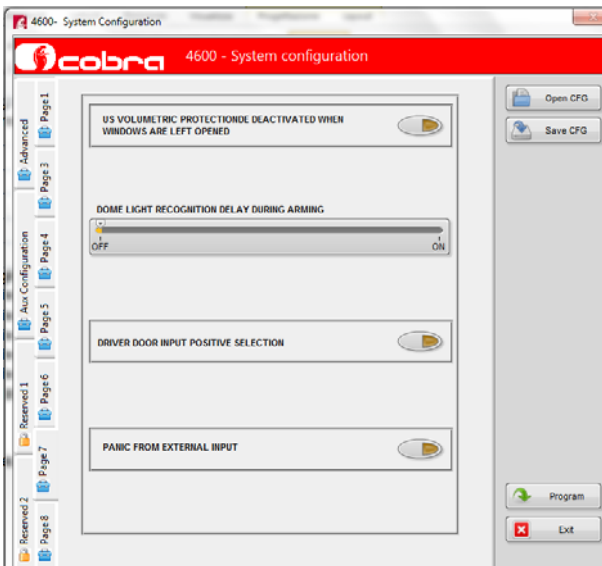 4600- System Configuration
cobra
4600 - System configuration
Advanced
Aux Configuration
Reserved 1
Reserved 2
Page 1
Page 3
Page 4
Page 5
Page 6
Page 7
Page 8
US VOLUMETRIC PROTECTIONDE DEACTIVATED WHEN
WINDOWS ARE LEFT OPENED
DOME LIGHT RECOGNITION DELAY DURING ARMING
OFF
ON
DRIVER DOOR INPUT POSITIVE SELECTION
PANIC FROM EXTERNAL INPUT
Open CFG
Save CFG
Program
Exit